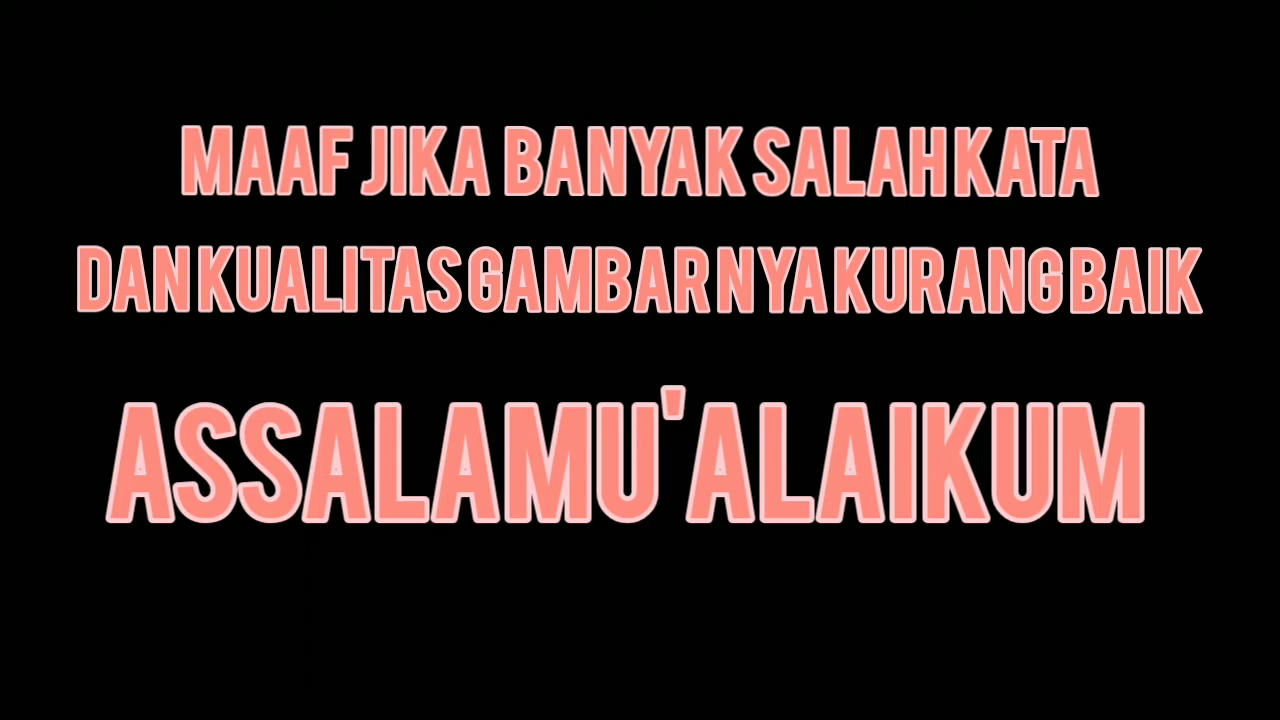 MAAF JIKA BANYAK SALAH KATA
DAN KUALITAS GAMBARNYA KURANG BAIK
ASSALAMU'ALAIKUM